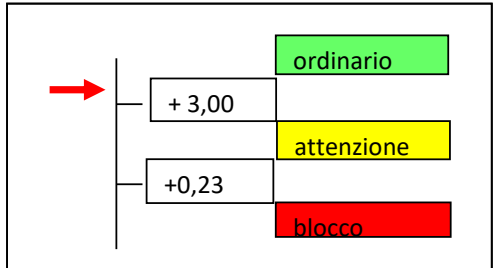 ordinario
+ 3,00
attenzione
+0,23
blocco